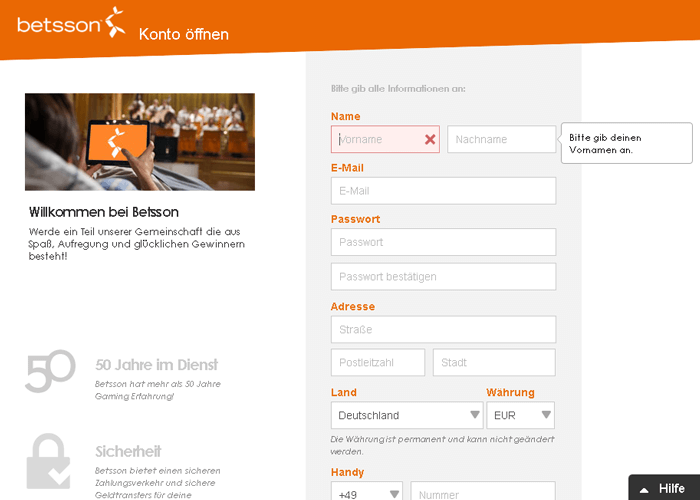 betsson
Konto öffnen
Bitte gib alle Informationen an:
Name
Vorname
Nachname
Bitte gib deinen
Vornamen an.
E-Mail
E-Mail
Passwort
Passwort
Passwort bestätigen
Adresse
Straße
Postleitzahl
Stadt
Land
Währung
Deutschland
EUR
Die Währung ist permanent und kann nicht geändert
werden.
Handy
+49
Nummer
Willkommen bei Betsson
Werde ein Teil unserer Gemeinschaft die aus
Spaß, Aufregung und glücklichen Gewinnern
besteht!
50
50 Jahre im Dienst
Betsson hat mehr als 50 Jahre
Gaming Erfahrung!
Sicherheit
Betsson bietet einen sicheren
Zahlungsverkehr und sichere
Geldtransfers für deine
Hilfe